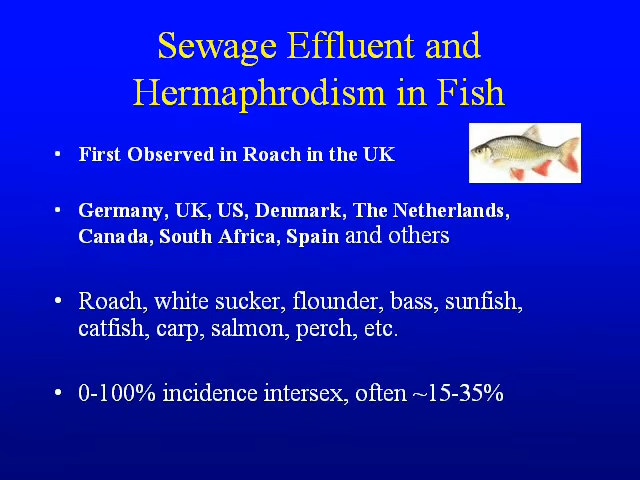 Sewage Effluent and
Hermaphrodism in Fish
• First Observed in Roach in the UK
• Germany, UK, US, Denmark, The Netherlands,
Canada, South Africa, Spain and others
• Roach, white sucker, flounder, bass, sunfish,
catfish, carp, salmon, perch, etc.
• 0-100% incidence intersex, often ~15-35%